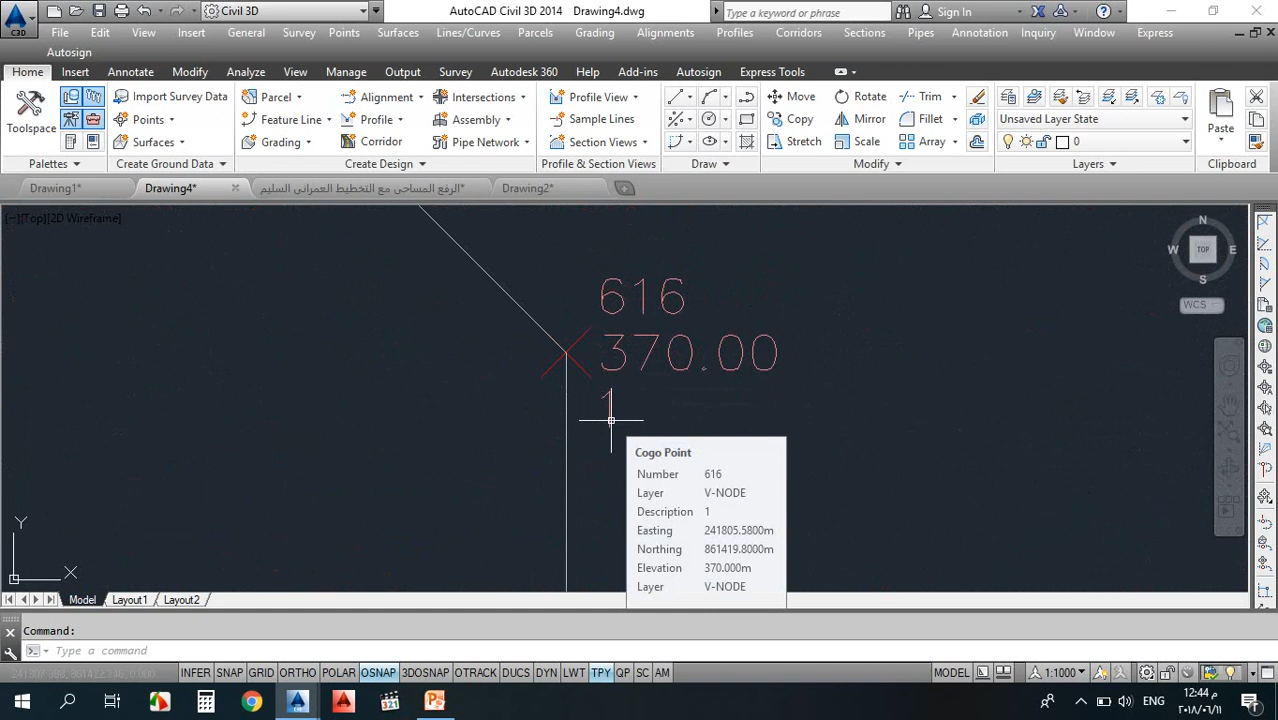 C3D
Civil 3D
AutoCAD Civil 3D 2014 Drawing4.dwg
Type a keyword or phrase
Sign In
File Edit View Insert General Survey Points Surfaces Lines/Curves Parcels Grading Alignments Profiles Corridors Sections Pipes Annotation Inquiry Window Express
Autosign
Home Insert Annotate Modify Analyze View Manage Output Survey Autodesk 360 Help Add-ins Autosign Express Tools
Toolspace
Import Survey Data
Points
Surfaces
Parcel
Feature Line
Grading
Alignment
Profile
Corridor
Intersections
Assembly
Pipe Network
Profile View
Sample Lines
Section Views
Move
Copy
Stretch
Rotate
Mirror
Scale
Trim
Fillet
Array
Unsaved Layer State
0
Paste
Palettes Create Ground Data Create Design Profile & Section Views Draw Modify Layers Clipboard
Drawing1* Drawing4* الرفع المساحى مع التخطيط العمرانى السليم* Drawing2*
[−][Top][2D Wireframe]
N
W TOP E
S
WCS
616
370.00
1
Cogo Point
Number 616
Layer V-NODE
Description 1
Easting 241805.5800m
Northing 861419.8000m
Elevation 370.000m
Layer V-NODE
Y
X
Model Layout1 Layout2
Command:
Type a command
INFER SNAP GRID ORTHO POLAR OSNAP 3DOSNAP OTRACK DUCS DYN LWT TPY QP SC AM
MODEL 1:1000
321
ENG
12:44 م
٢٠١٨/٠٦/١١